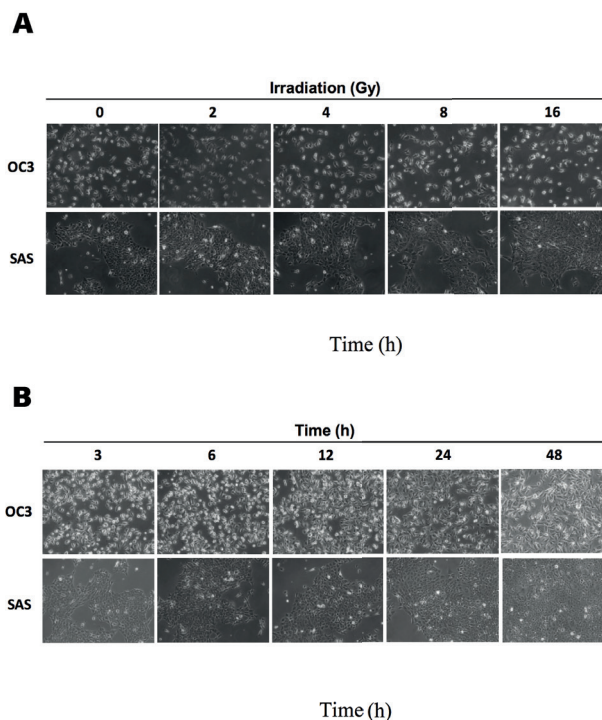 A
Irradiation (Gy)
0 2 4 8 16
OC3
SAS
Time (h)
B
Time (h)
3 6 12 24 48
OC3
SAS
Time (h)